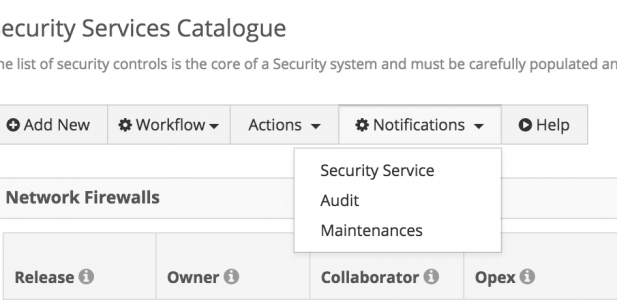 ecurity Services Catalogue
he list of security controls is the core of a Security system and must be carefully populated an
Add New Workflow Actions Notifications Help
Security Service
Audit
Maintenances
Network Firewalls
Release Owner Collaborator Opex